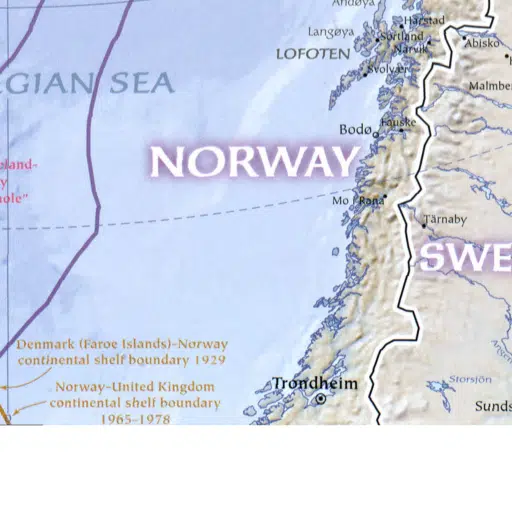 Andøya
Harstad
Langøya
Sortland
Narvik
Abisko
LOFOTEN
Svolvær
GIAN SEA
Malmber
Fauske
Bodø
eland-
NORWAY
y
ole"
Mo I Rana
Tärnaby
SWE
Denmark (Faroe Islands)–Norway
continental shelf boundary 1929
Norway–United Kingdom
continental shelf boundary
1965–1978
Trondheim
Storsjön
Sunds